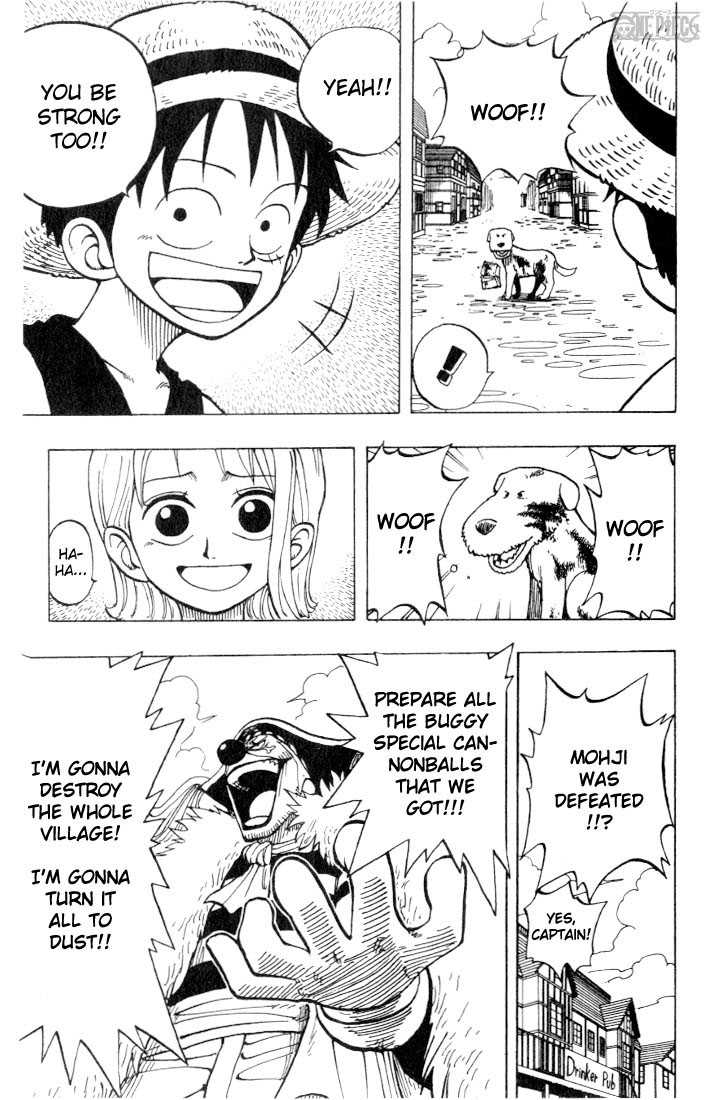 ONE PIECE
WOOF!!
!!
YEAH!!
YOU BE
STRONG
TOO!!
WOOF
!!
WOOF
!!
HA-
HA...
MOHJI
WAS
DEFEATED
!!?
YES,
CAPTAIN!
Drinker Pub
PREPARE ALL
THE BUGGY
SPECIAL CAN-
NONBALLS
THAT WE
GOT!!!
I'M GONNA
DESTROY
THE WHOLE
VILLAGE!
I'M GONNA
TURN IT
ALL TO
DUST!!